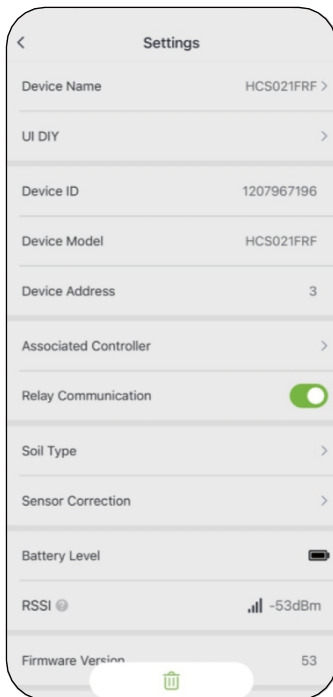 Settings
Device Name HCS021FRF
UI DIY
Device ID 1207967196
Device Model HCS021FRF
Device Address 3
Associated Controller
Relay Communication
Soil Type
Sensor Correction
Battery Level
RSSI -53dBm
Firmware Version 53